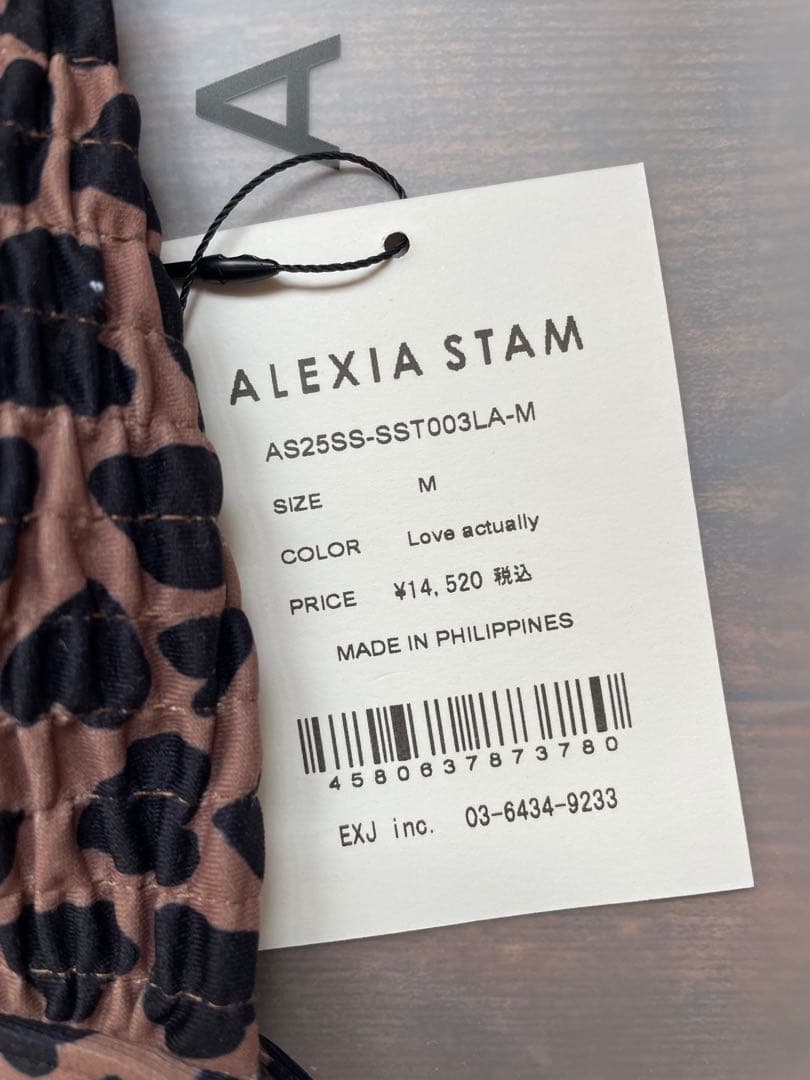 A
ALEXIA STAM
AS25SS-SST003LA-M
SIZE M
COLOR Love actually
PRICE ¥14,520 税込
MADE IN PHILIPPINES
4580637873780
EXJ inc. 03-6434-9233